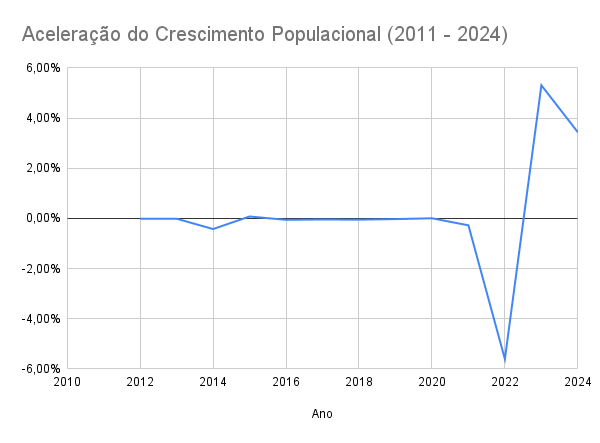 Aceleração do Crescimento Populacional (2011 - 2024)
6,00%
4,00%
2,00%
0,00%
-2,00%
-4,00%
-6,00%
2010 2012 2014 2016 2018 2020 2022 2024
Ano